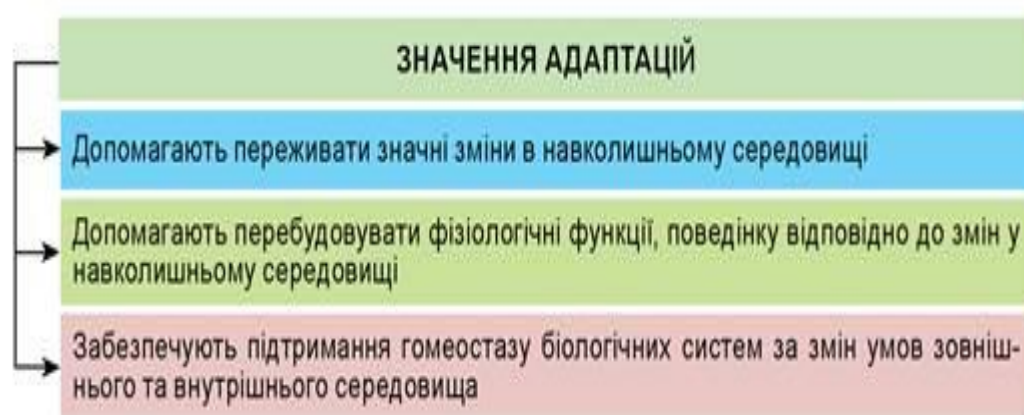 ЗНАЧЕННЯ АДАПТАЦІЙ
Допомагають переживати значні зміни в навколишньому середовищі
Допомагають перебудовувати фізіологічні функції, поведінку відповідно до змін у
навколишньому середовищі
Забезпечують підтримання гомеостазу біологічних систем за змін умов зовніш-
нього та внутрішнього середовища